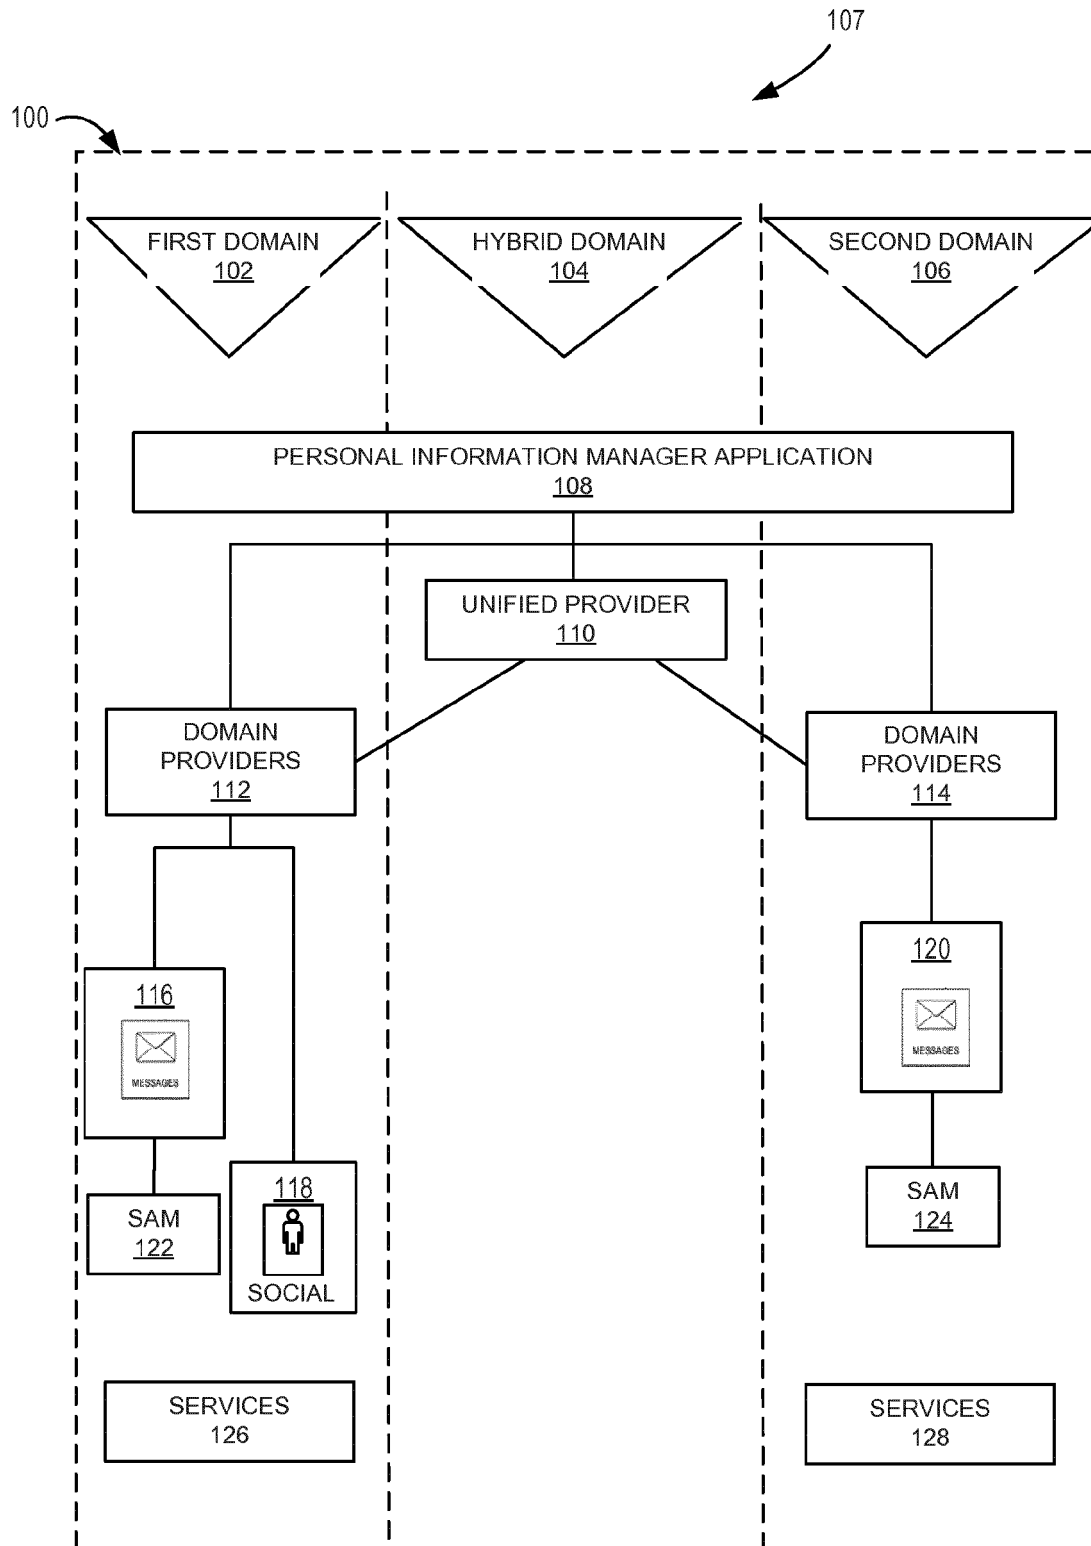 107
100
FIRST DOMAIN
102
HYBRID DOMAIN
104
SECOND DOMAIN
106
PERSONAL INFORMATION MANAGER APPLICATION
108
UNIFIED PROVIDER
110
DOMAIN
PROVIDERS
112
DOMAIN
PROVIDERS
114
116
MESSAGES
120
MESSAGES
118
SOCIAL
SAM
122
SAM
124
SERVICES
126
SERVICES
128